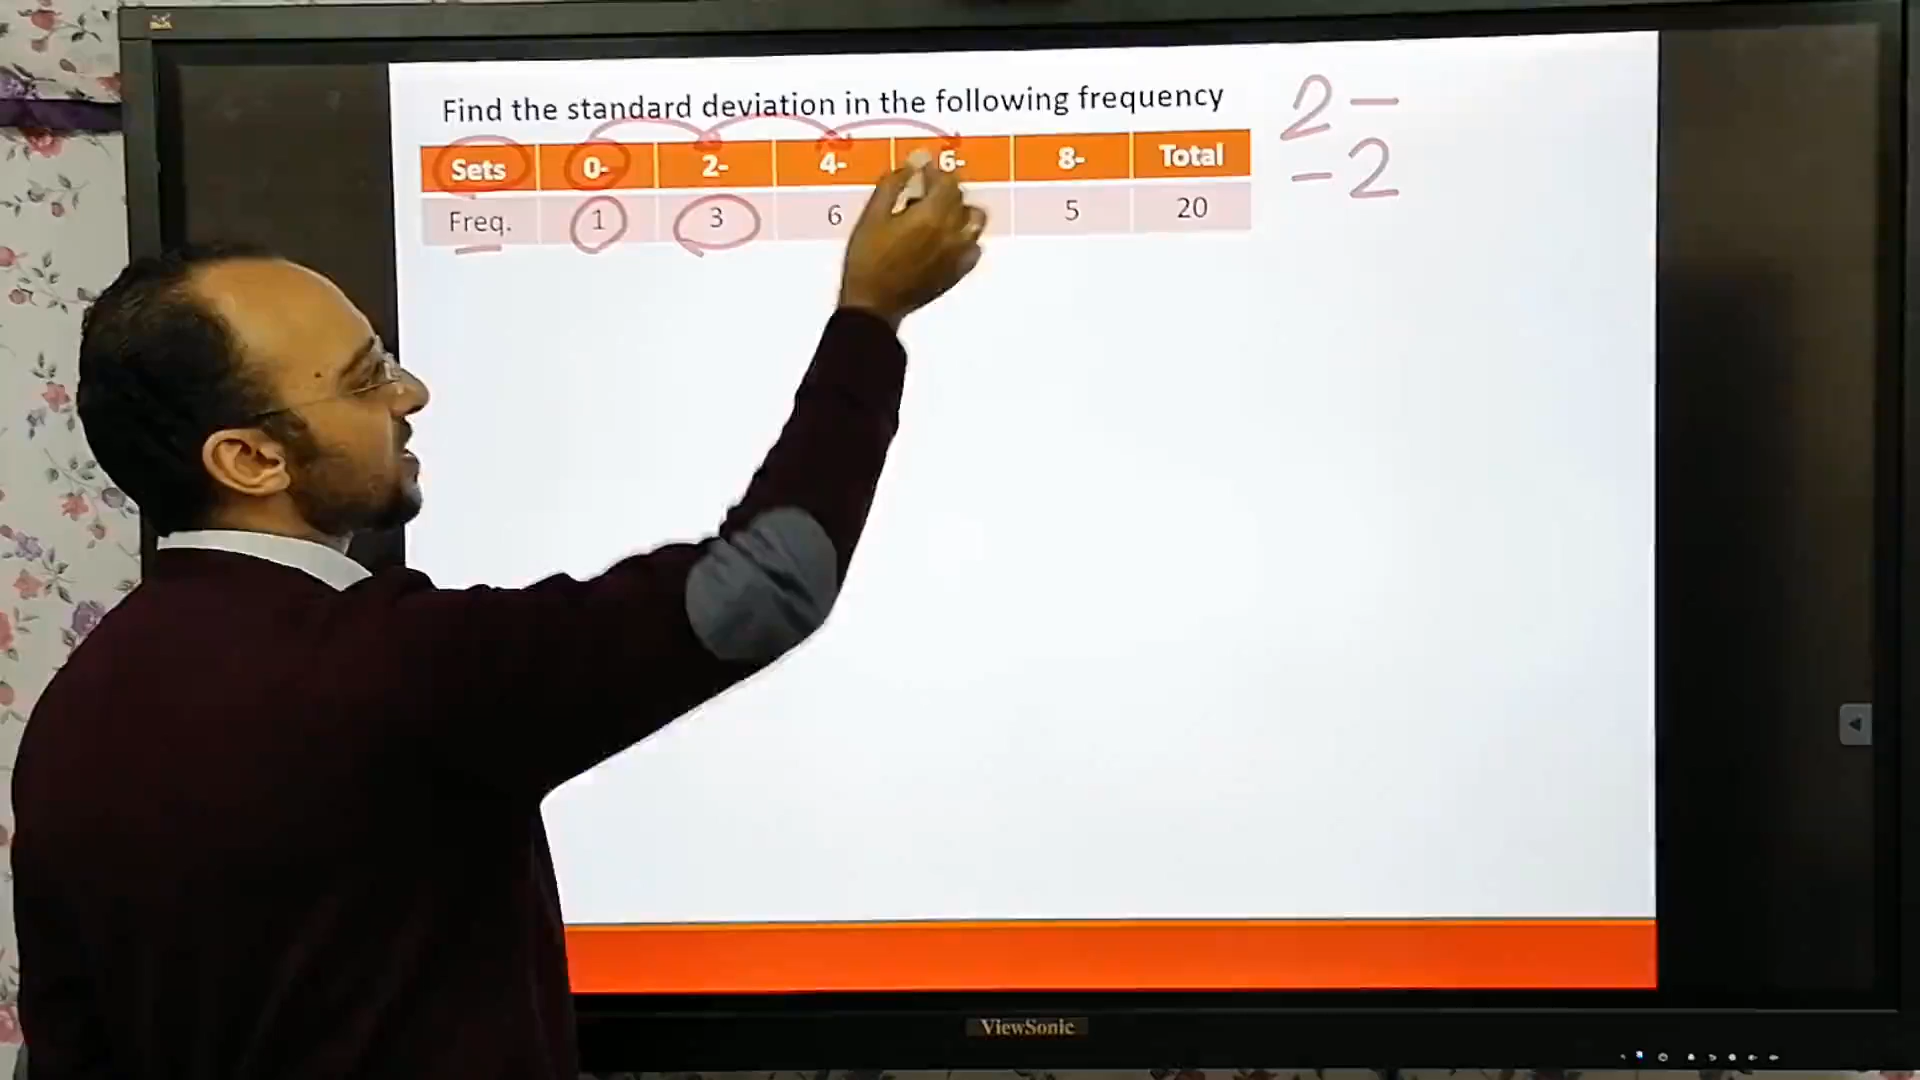 Find the standard deviation in the following frequency
Sets 0- 2- 4- 6- 8- Total
Freq. 1 3 6 5 20
2 -
- 2
ViewSonic